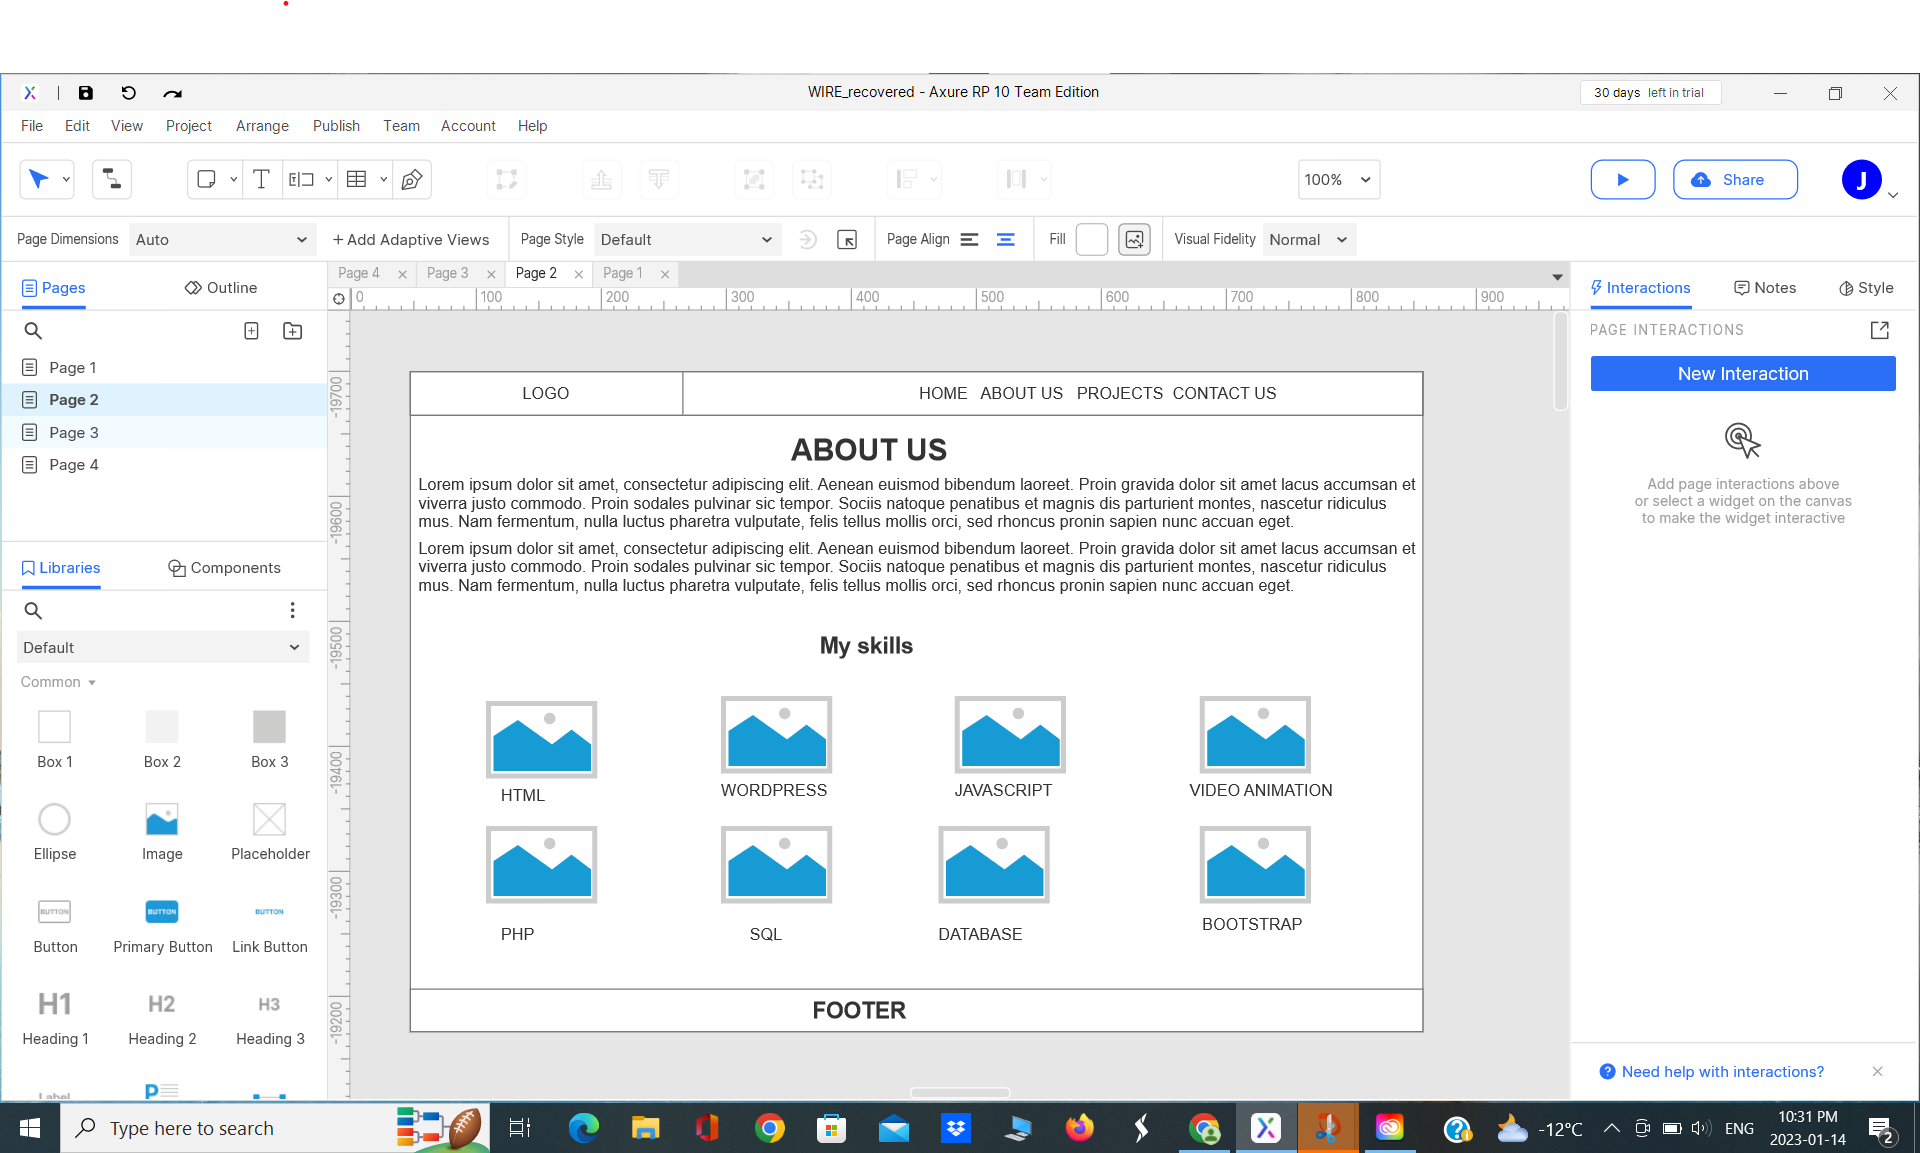 WIRE_recovered - Axure RP 10 Team Edition
30 days left in trial
File Edit View Project Arrange Publish Team Account Help
100%
Share
J
Page Dimensions Auto + Add Adaptive Views Page Style Default Page Align Fill Visual Fidelity Normal
Pages Outline
Page 4 Page 3 Page 2 Page 1
0 100 200 300 400 500 600 700 800 900
Interactions Notes Style
PAGE INTERACTIONS
New Interaction
Add page interactions above
or select a widget on the canvas
to make the widget interactive
Page 1
Page 2
Page 3
Page 4
-19700
-19600
-19500
-19400
-19300
-19200
LOGO HOME ABOUT US PROJECTS CONTACT US
ABOUT US
Lorem ipsum dolor sit amet, consectetur adipiscing elit. Aenean euismod bibendum laoreet. Proin gravida dolor sit amet lacus accumsan et
viverra justo commodo. Proin sodales pulvinar sic tempor. Sociis natoque penatibus et magnis dis parturient montes, nascetur ridiculus
mus. Nam fermentum, nulla luctus pharetra vulputate, felis tellus mollis orci, sed rhoncus pronin sapien nunc accuan eget.
Lorem ipsum dolor sit amet, consectetur adipiscing elit. Aenean euismod bibendum laoreet. Proin gravida dolor sit amet lacus accumsan et
viverra justo commodo. Proin sodales pulvinar sic tempor. Sociis natoque penatibus et magnis dis parturient montes, nascetur ridiculus
mus. Nam fermentum, nulla luctus pharetra vulputate, felis tellus mollis orci, sed rhoncus pronin sapien nunc accuan eget.
My skills
HTML WORDPRESS JAVASCRIPT VIDEO ANIMATION
PHP SQL DATABASE BOOTSTRAP
FOOTER
Libraries Components
Default
Common
Box 1 Box 2 Box 3
Ellipse Image Placeholder
BUTTON BUTTON BUTTON
Button Primary Button Link Button
H1 H2 H3
Heading 1 Heading 2 Heading 3
Label P
Need help with interactions?
Type here to search
-12°C ENG
10:31 PM
2023-01-14
2